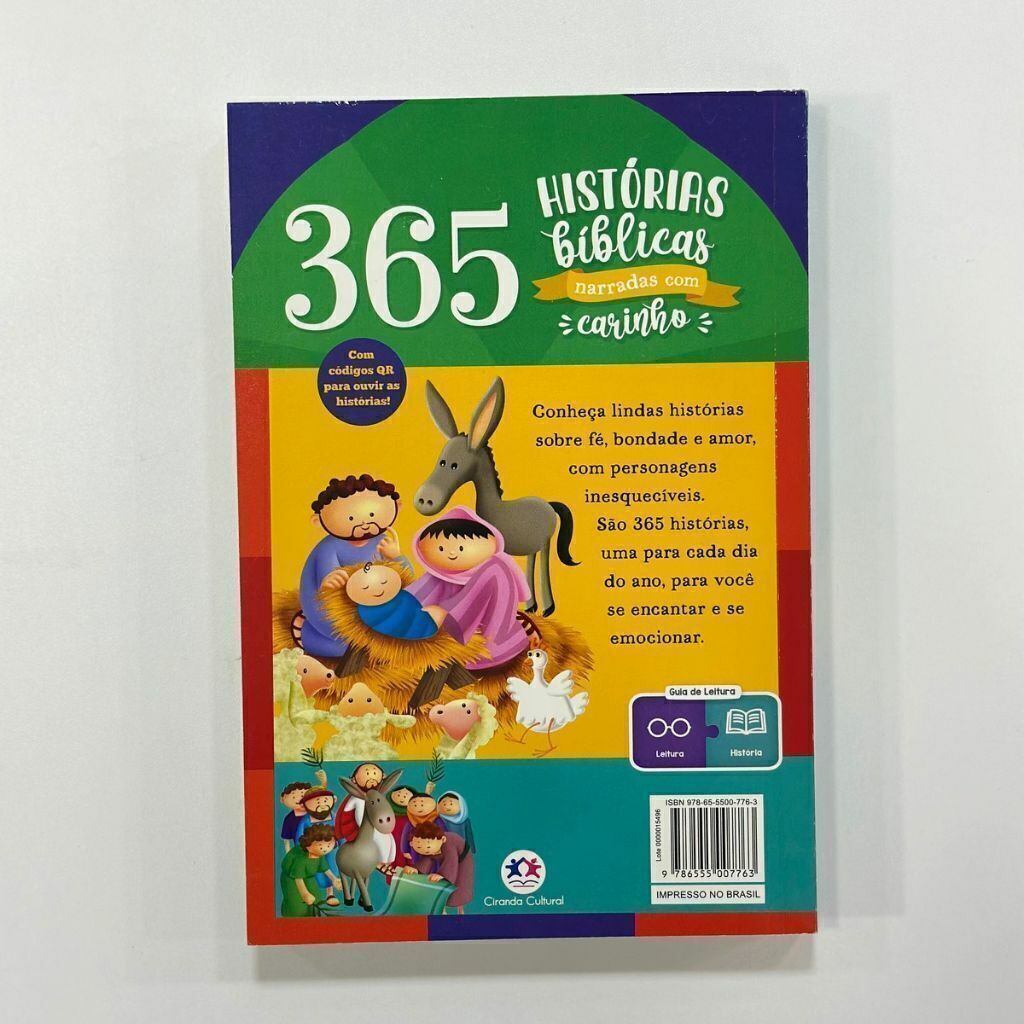 365
HISTÓRIAS
bíblicas
narradas com
carinho
Com
códigos QR
para ouvir as
histórias!
Conheça lindas histórias
sobre fé, bondade e amor,
com personagens
inesquecíveis.
São 365 histórias,
uma para cada dia
do ano, para você
se encantar e se
emocionar.
Guia de Leitura
Leitura
História
ISBN 978-65-5500-776-3
Lote 0000015496
9 786555 007763
IMPRESSO NO BRASIL
Ciranda Cultural